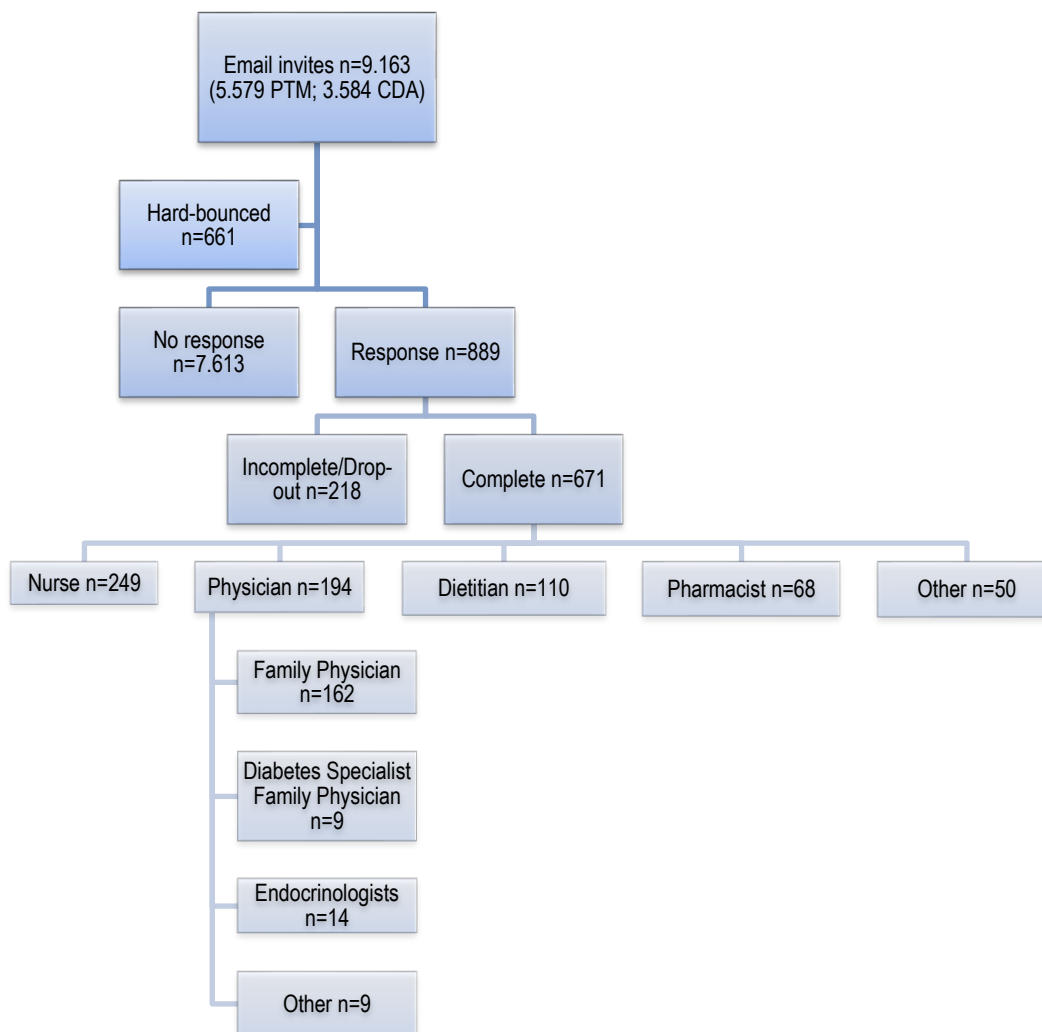 Email invites n=9.163
(5.579 PTM; 3.584 CDA)
Hard-bounced
n=661
No response
n=7.613
Response n=889
Incomplete/Drop-
out n=218
Complete n=671
Nurse n=249
Physician n=194
Dietitian n=110
Pharmacist n=68
Other n=50
Family Physician
n=162
Diabetes Specialist
Family Physician
n=9
Endocrinologists
n=14
Other n=9